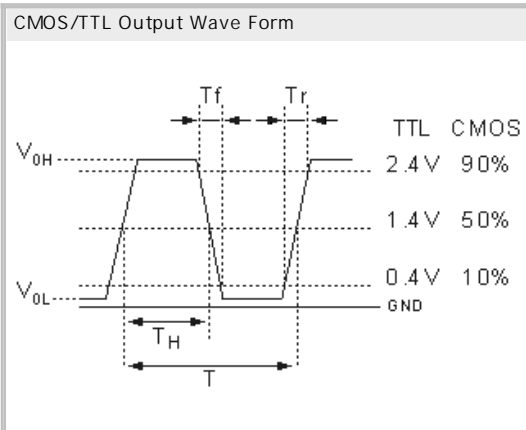 CMOS/TTL Output Wave Form
Tf Tr
TTL CMOS
V0H 2.4V 90%
1.4V 50%
0.4V 10%
V0L GND
TH
T